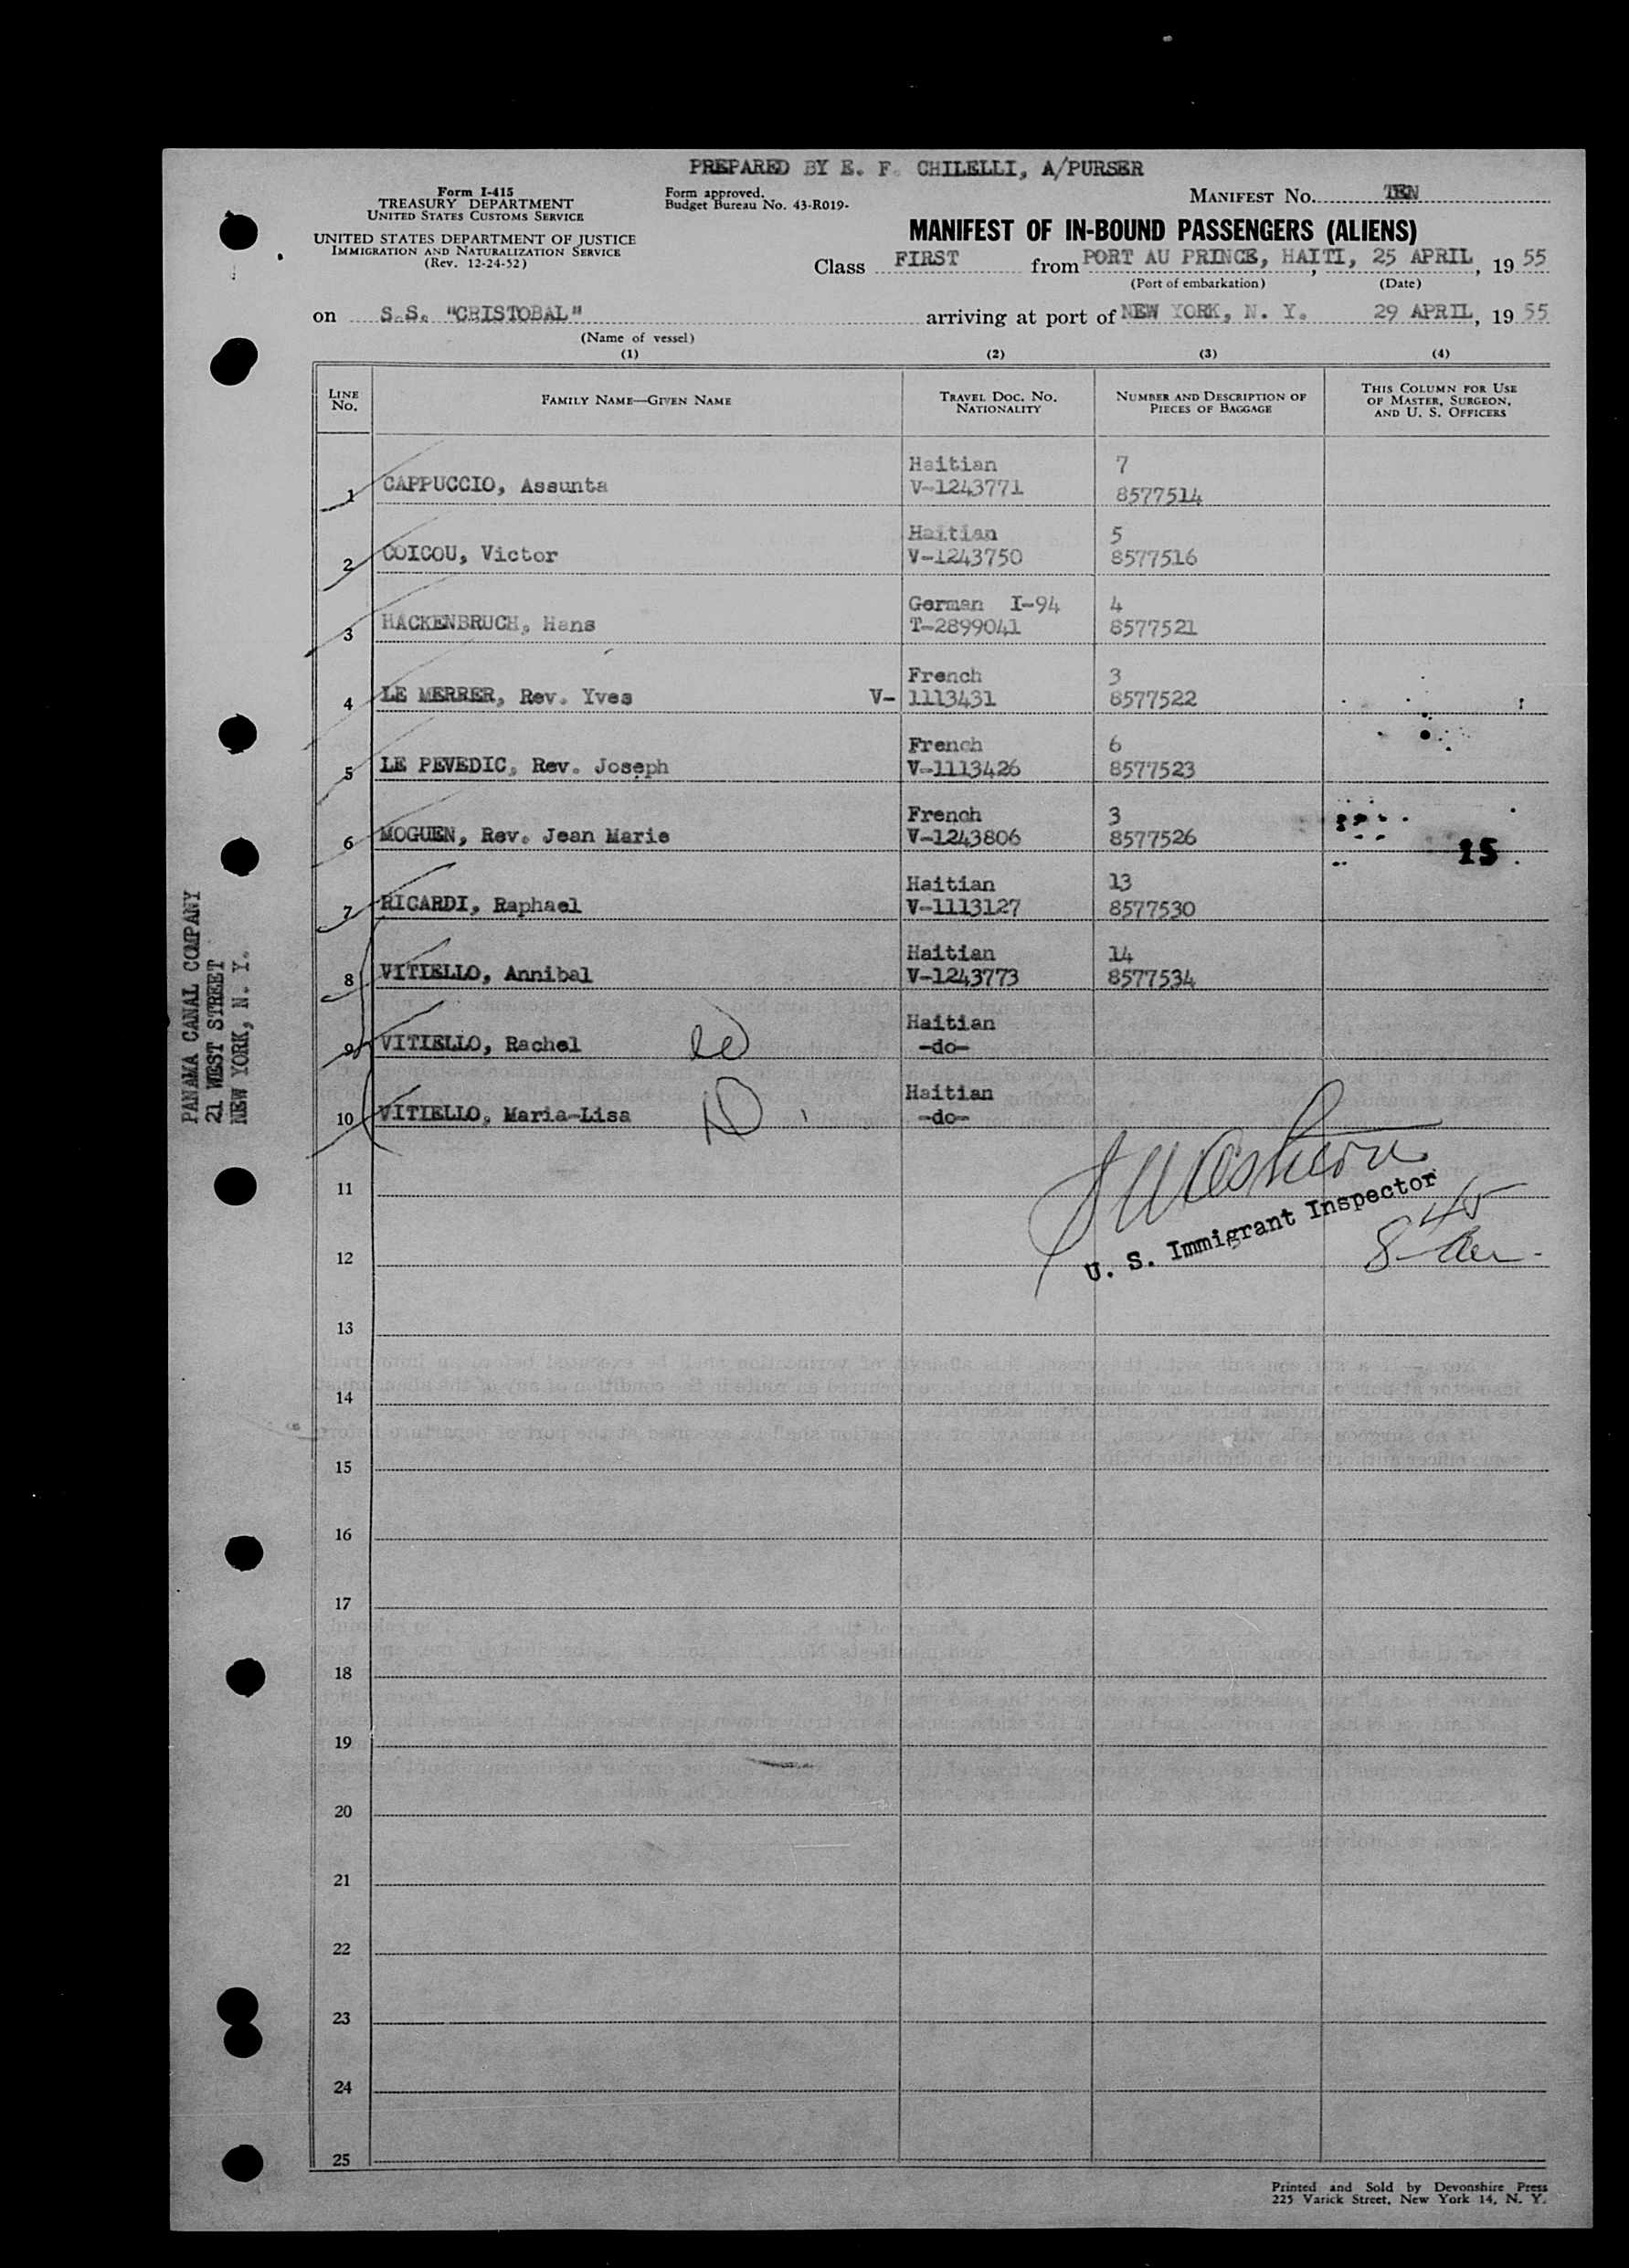 PREPARED BY E. F. CHILELLI, A/PURSER
Form I-415
TREASURY DEPARTMENT
UNITED STATES CUSTOMS SERVICE
UNITED STATES DEPARTMENT OF JUSTICE
IMMIGRATION AND NATURALIZATION SERVICE
(Rev. 12-24-52)
Form approved.
Budget Bureau No. 43-R019-
MANIFEST No. TEN
MANIFEST OF IN-BOUND PASSENGERS (ALIENS)
Class FIRST from PORT AU PRINCE, HAITI, 25 APRIL, 19 55
(Port of embarkation) (Date)
on S.S. "CRISTOBAL" arriving at port of NEW YORK, N. Y. 29 APRIL, 19 55
(Name of vessel)
(1) (2) (3) (4)
LINE No. FAMILY NAME—GIVEN NAME TRAVEL DOC. NO. NATIONALITY NUMBER AND DESCRIPTION OF PIECES OF BAGGAGE THIS COLUMN FOR USE OF MASTER, SURGEON, AND U. S. OFFICERS
Haitian 7
1 CAPPUCCIO, Assunta V-1243771 8577514
Haitian 5
2 COICOU, Victor V-1243750 8577516
German I-94 4
3 HACKENBRUCH, Hans T-2899041 8577521
French 3
4 LE MERRER, Rev. Yves V- 1113431 8577522
French 6
5 LE PEVEDIC, Rev. Joseph V-1113426 8577523
French 3
6 MOGUEN, Rev. Jean Marie V-1243806 8577526
15
Haitian 13
7 RICARDI, Raphael V-1113127 8577530
Haitian 14
8 VITIELLO, Annibal V-1243773 8577534
Haitian
9 VITIELLO, Rachel -do-
Haitian
10 VITIELLO, Maria-Lisa -do-
11
U. S. Immigrant Inspector
12
13
14
15
16
17
18
19
20
21
22
23
24
25
PANAMA CANAL COMPANY
21 WEST STREET
NEW YORK, N. Y.
Printed and Sold by Devonshire Press
225 Varick Street, New York 14, N. Y.